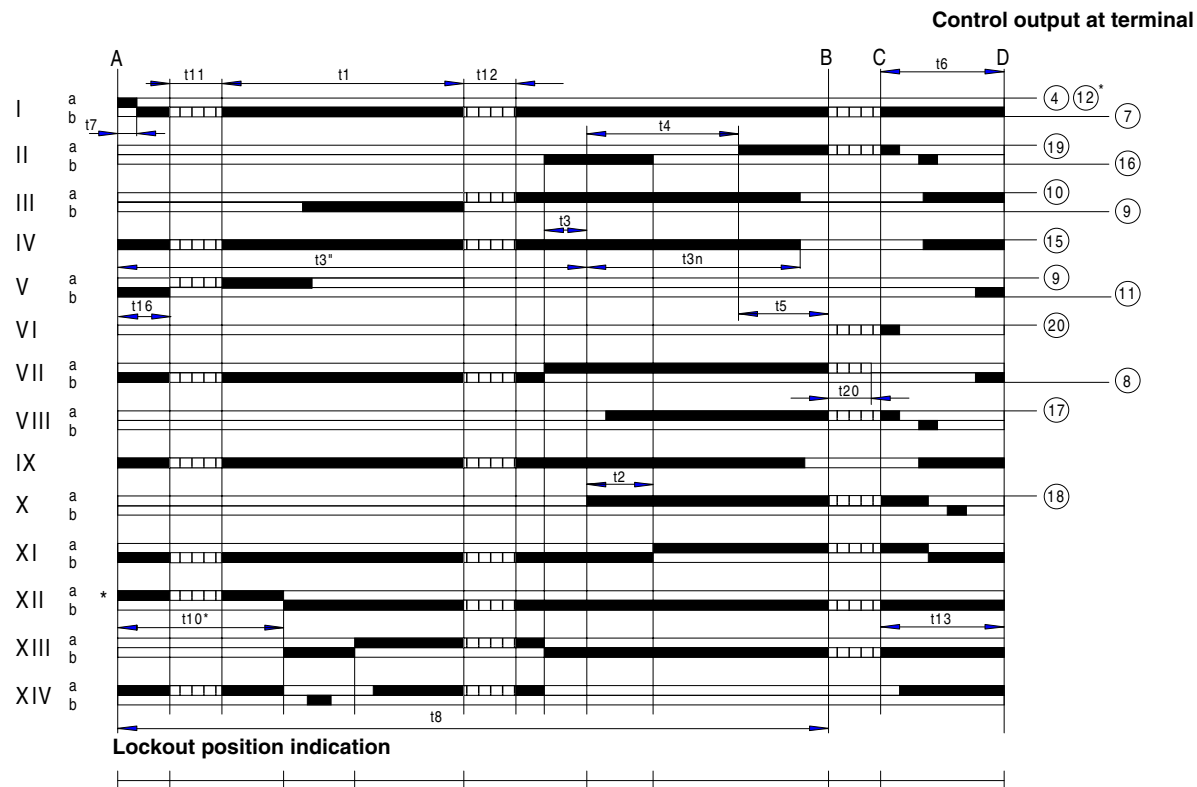 Control output at terminal
A B C D
t11 t1 t12 t6
I a b 4 12* 7
t7 t4
II a b 19 16
III a b 10 9
t3
IV 15
t3" t3n
V a b 9 11
t16 t5
VI 20
VII a b 8
t20
VIII a b 17
IX
t2
X a b 18
XI a b
* XII a b
t10* t13
XIII a b
XIV a b
t8
Lockout position indication